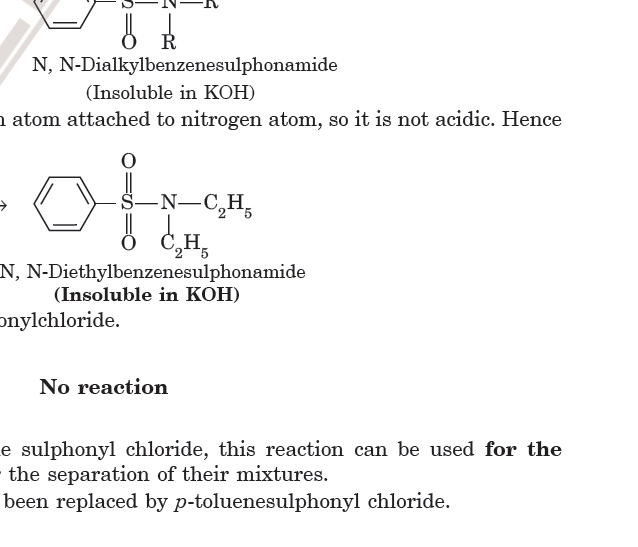 S—N—R
O R
N, N-Dialkylbenzenesulphonamide
(Insoluble in KOH)
atom attached to nitrogen atom, so it is not acidic. Hence
O
S—N—C₂H₅
O C₂H₅
N, N-Diethylbenzenesulphonamide
(Insoluble in KOH)
onylchloride.
No reaction
e sulphonyl chloride, this reaction can be used for the
the separation of their mixtures.
been replaced by p-toluenesulphonyl chloride.